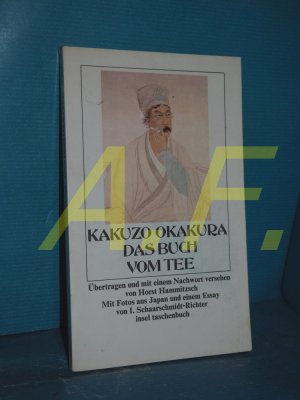 KAKUZO OKAKURA
DAS BUCH
VOM TEE
Übertragen und mit einem Nachwort versehen
von Horst Hammitzsch
Mit Fotos aus Japan und einem Essay
von I. Schaarschmidt-Richter
insel taschenbuch
A.F.